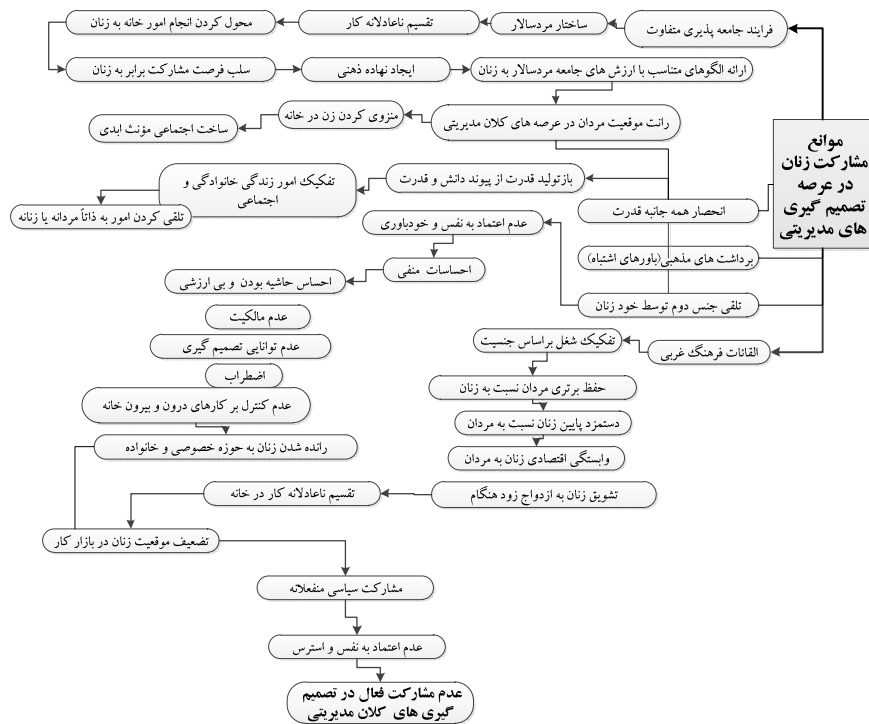 فرایند جامعه پذیری متفاوت
ساختار مردسالار
تقسیم ناعادلانه کار
محول کردن انجام امور خانه به زنان
ارائه الگوهای متناسب با ارزش های جامعه مردسالار به زنان
ایجاد نهاده ذهنی
سلب فرصت مشارکت برابر به زنان
رانت موقعیت مردان در عرصه های کلان مدیریتی
منزوی کردن زن در خانه
ساخت اجتماعی مؤنث ابدی
موانع
مشارکت زنان
در عرصه
تصمیم گیری
های مدیریتی
بازتولید قدرت از پیوند دانش و قدرت
تفکیک امور زندگی خانوادگی و
اجتماعی
تلقی کردن امور به ذاتاً مردانه یا زنانه
انحصار همه جانبه قدرت
عدم اعتماد به نفس و خودباوری
برداشت های مذهبی(باورهای اشتباه)
احساسات منفی
احساس حاشیه بودن و بی ارزشی
تلقی جنس دوم توسط خود زنان
عدم مالکیت
عدم توانایی تصمیم گیری
اضطراب
عدم کنترل بر کارهای درون و بیرون خانه
رانده شدن زنان به حوزه خصوصی و خانواده
القائات فرهنگ غربی
تفکیک شغل براساس جنسیت
حفظ برتری مردان نسبت به زنان
دستمزد پایین زنان نسبت به مردان
وابستگی اقتصادی زنان به مردان
تشویق زنان به ازدواج زود هنگام
تقسیم ناعادلانه کار در خانه
تضعیف موقعیت زنان در بازار کار
مشارکت سیاسی منفعلانه
عدم اعتماد به نفس و استرس
عدم مشارکت فعال در تصمیم
گیری های کلان مدیریتی